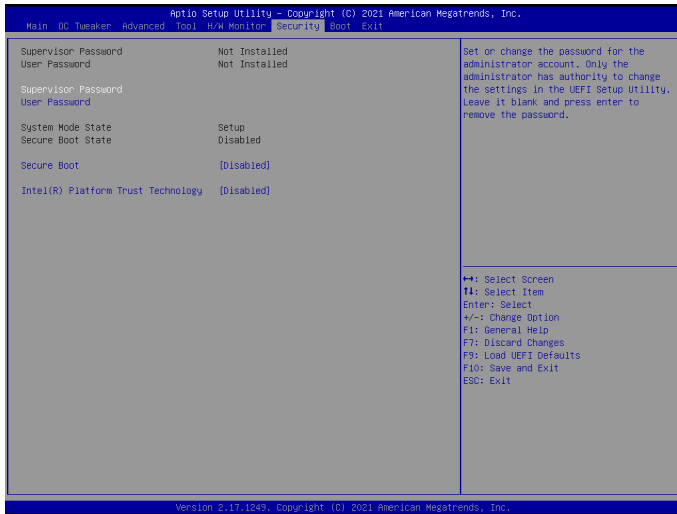 Aptio Setup Utility – Copyright (C) 2021 American Megatrends, Inc.
Main OC Tweaker Advanced Tool H/W Monitor Security Boot Exit
Supervisor Password Not Installed
User Password Not Installed
Supervisor Password
User Password
System Mode State Setup
Secure Boot State Disabled
Secure Boot [Disabled]
Intel(R) Platform Trust Technology [Disabled]
Set or change the password for the
administrator account. Only the
administrator has authority to change
the settings in the UEFI Setup Utility.
Leave it blank and press enter to
remove the password.
↔: Select Screen
↑↓: Select Item
Enter: Select
+/-: Change Option
F1: General Help
F7: Discard Changes
F9: Load UEFI Defaults
F10: Save and Exit
ESC: Exit
Version 2.17.1249. Copyright (C) 2021 American Megatrends, Inc.